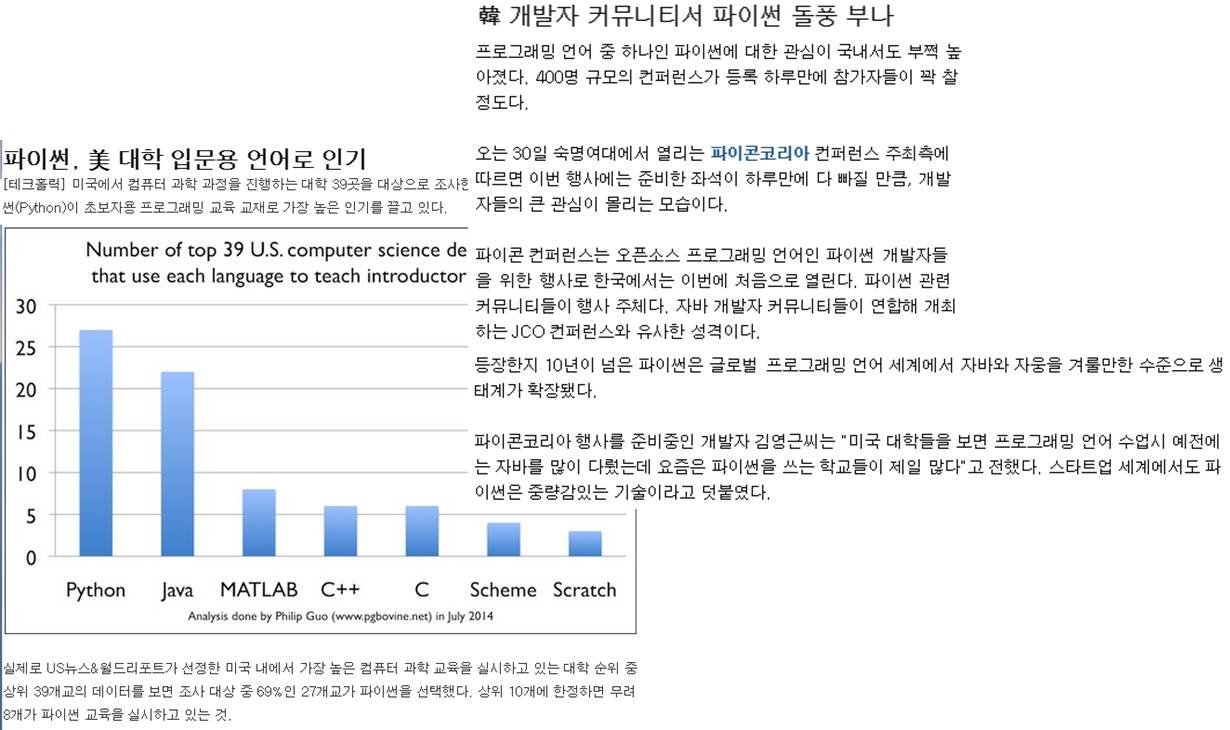 韓 개발자 커뮤니티서 파이썬 돌풍 부나
프로그래밍 언어 중 하나인 파이썬에 대한 관심이 국내서도 부쩍 높
아졌다. 400명 규모의 컨퍼런스가 등록 하루만에 참가자들이 꽉 찰
정도다.
오는 30일 숙명여대에서 열리는 파이콘코리아 컨퍼런스 주최측에
따르면 이번 행사에는 준비한 좌석이 하루만에 다 빠질 만큼, 개발
자들의 큰 관심이 몰리는 모습이다.
파이콘 컨퍼런스는 오픈소스 프로그래밍 언어인 파이썬 개발자들
을 위한 행사로 한국에서는 이번에 처음으로 열린다. 파이썬 관련
커뮤니티들이 행사 주체다. 자바 개발자 커뮤니티들이 연합해 개최
하는 JCO 컨퍼런스와 유사한 성격이다.
등장한지 10년이 넘은 파이썬은 글로벌 프로그래밍 언어 세계에서 자바와 자웅을 겨룰만한 수준으로 생
태계가 확장됐다.
파이콘코리아 행사를 준비중인 개발자 김영근씨는 "미국 대학들을 보면 프로그래밍 언어 수업시 예전에
는 자바를 많이 다뤘는데 요즘은 파이썬을 쓰는 학교들이 제일 많다"고 전했다. 스타트업 세계에서도 파
이썬은 중량감있는 기술이라고 덧붙였다.
파이썬, 美 대학 입문용 언어로 인기
[테크홀릭] 미국에서 컴퓨터 과학 과정을 진행하는 대학 39곳을 대상으로 조사한
썬(Python)이 초보자용 프로그래밍 교육 교재로 가장 높은 인기를 끌고 있다.
Number of top 39 U.S. computer science de
that use each language to teach introductor
30
25
20
15
10
5
0
Python Java MATLAB C++ C Scheme Scratch
Analysis done by Philip Guo (www.pgbovine.net) in July 2014
실제로 US뉴스&월드리포트가 선정한 미국 내에서 가장 높은 컴퓨터 과학 교육을 실시하고 있는 대학 순위 중
상위 39개교의 데이터를 보면 조사 대상 중 69%인 27개교가 파이썬을 선택했다. 상위 10개에 한정하면 무려
8개가 파이썬 교육을 실시하고 있는 것.